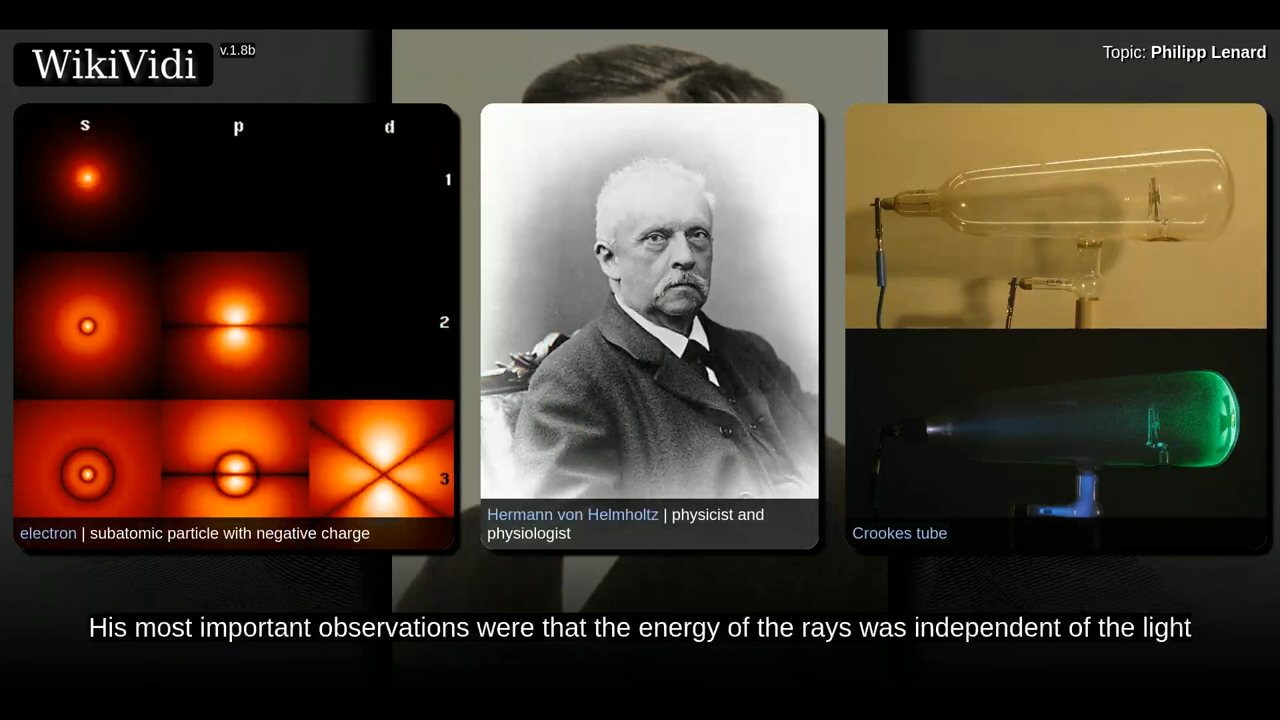 WikiVidi
v.1.8b
Topic: Philipp Lenard
s p d
1
2
3
electron | subatomic particle with negative charge
Hermann von Helmholtz | physicist and
physiologist
Crookes tube
His most important observations were that the energy of the rays was independent of the light